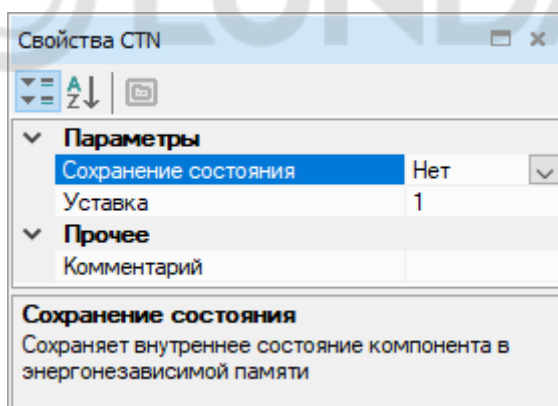 Свойства CTN
Параметры
Сохранение состояния Нет
Уставка 1
Прочее
Комментарий
Сохранение состояния
Сохраняет внутреннее состояние компонента в
энергонезависимой памяти